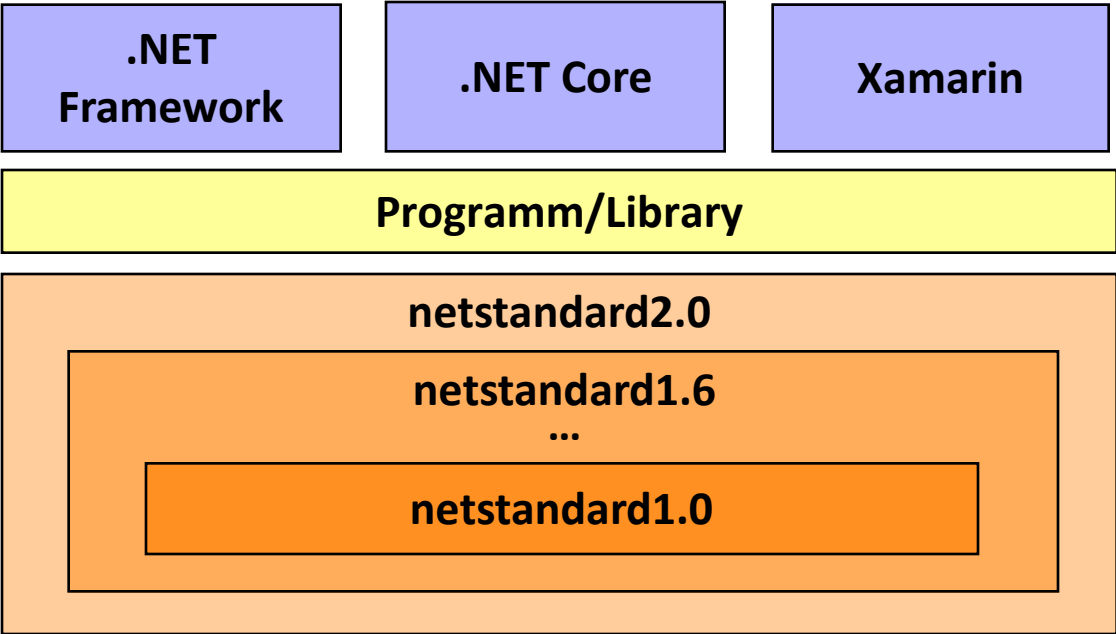 .NET
Framework
.NET Core
Xamarin
Programm/Library
netstandard2.0
netstandard1.6
...
netstandard1.0